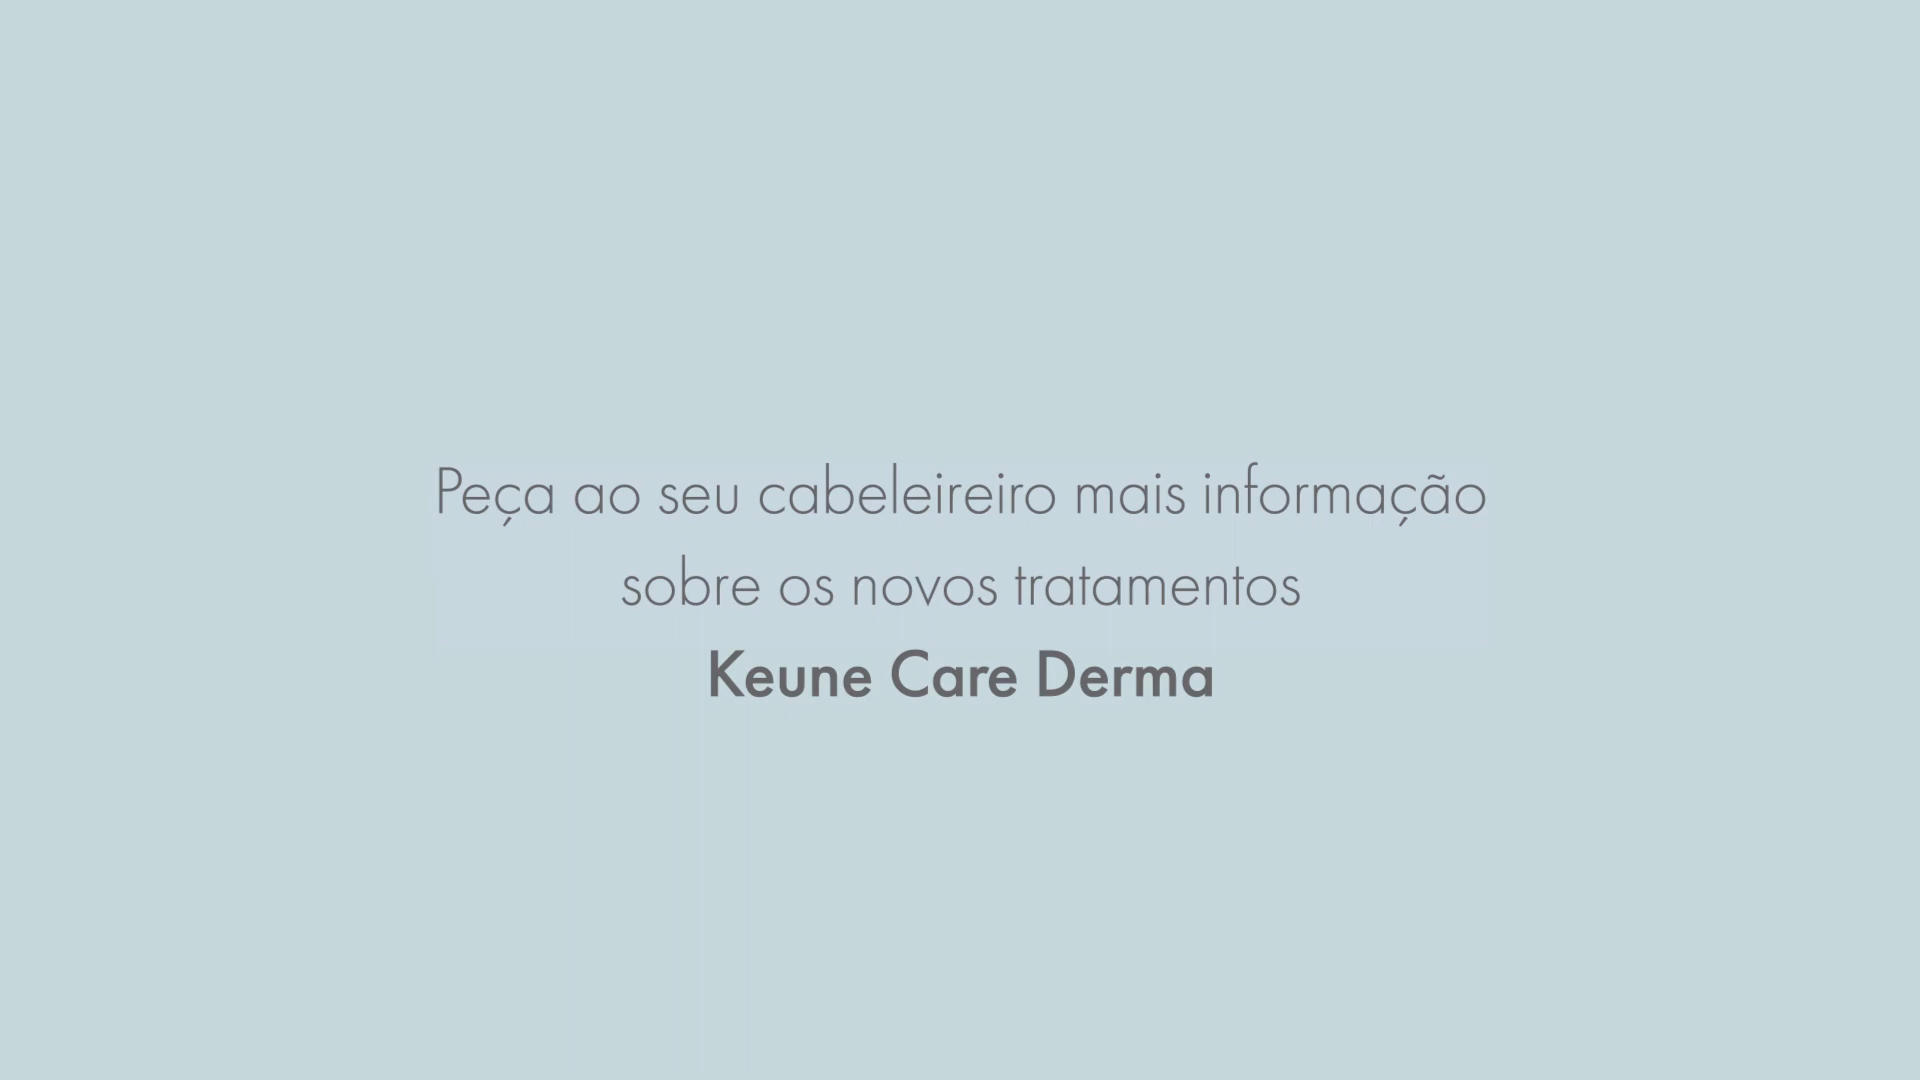 Peça ao seu cabeleireiro mais informação
sobre os novos tratamentos
Keune Care Derma